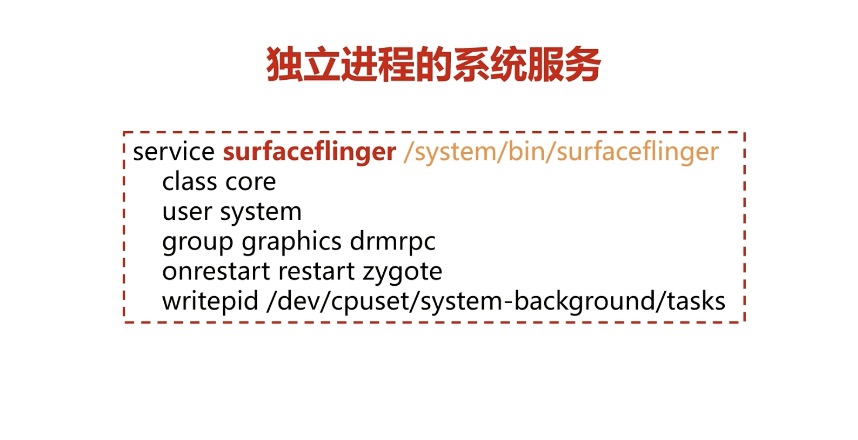 独立进程的系统服务
service surfaceflinger /system/bin/surfaceflinger
class core
user system
group graphics drmrpc
onrestart restart zygote
writepid /dev/cpuset/system-background/tasks